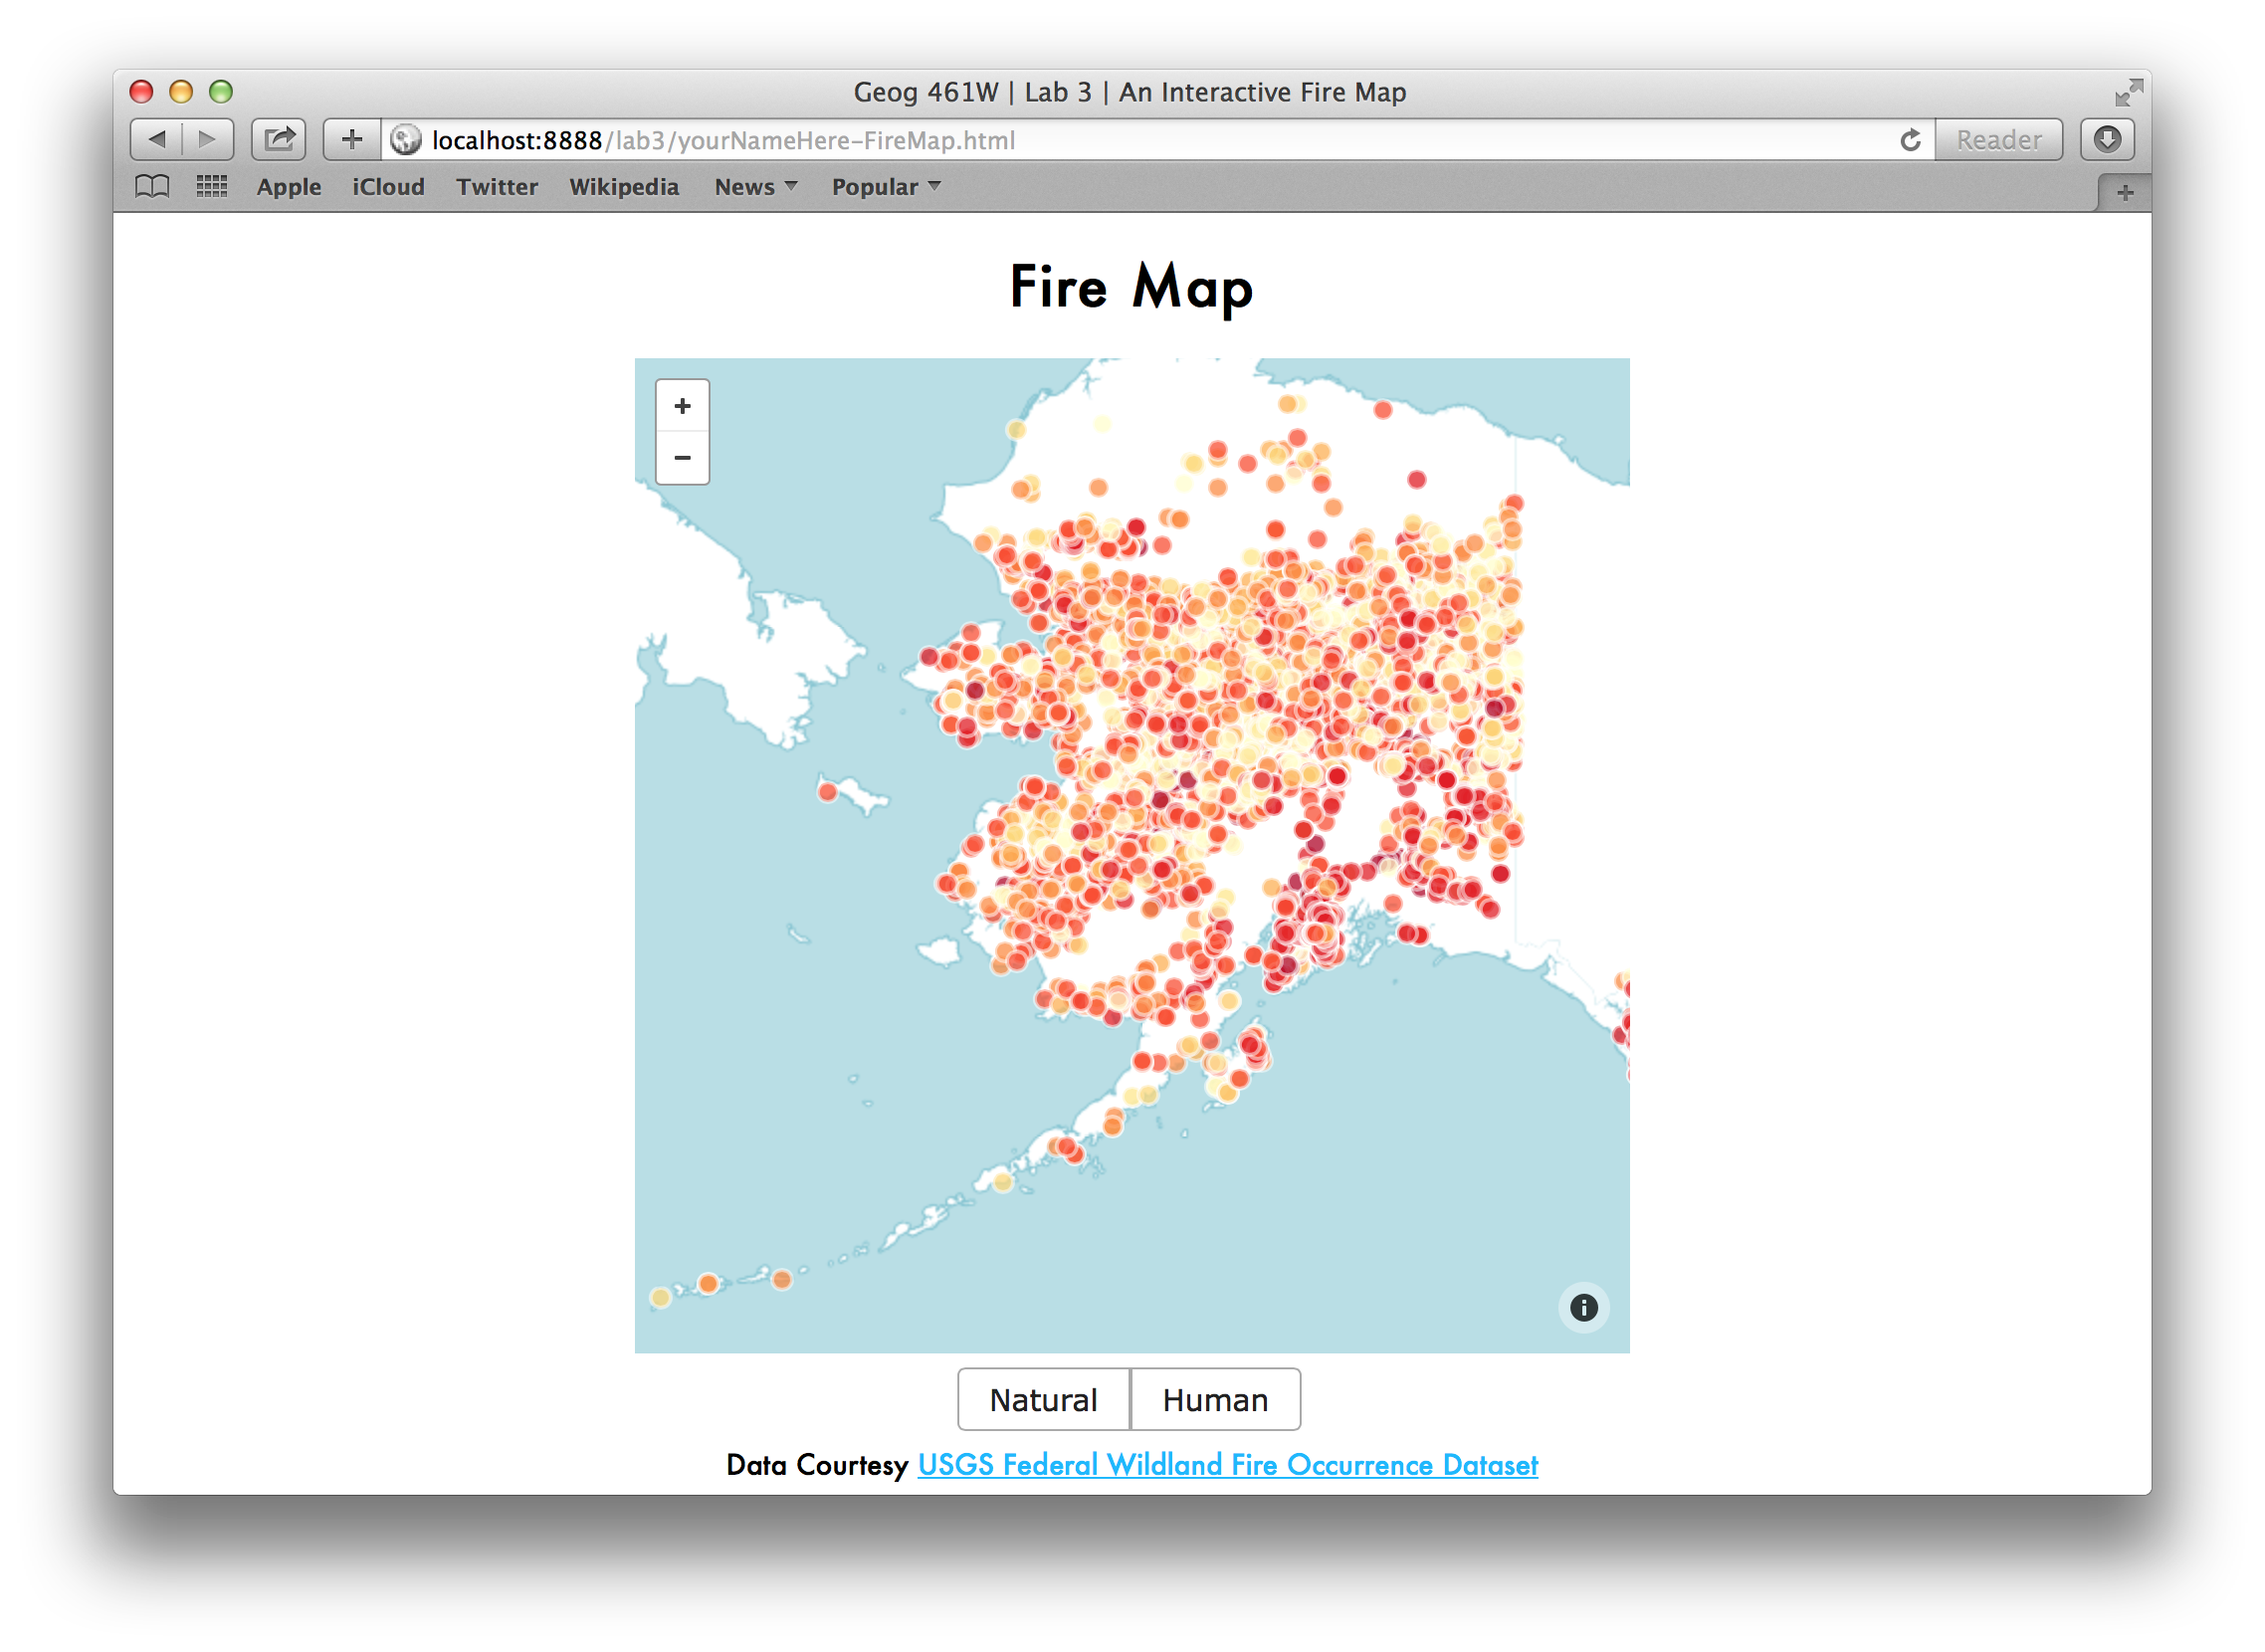 Geog 461W | Lab 3 | An Interactive Fire Map
localhost:8888/lab3/yourNameHere-FireMap.html
Reader
Apple iCloud Twitter Wikipedia News Popular
Fire Map
+
−
i
Natural Human
Data Courtesy USGS Federal Wildland Fire Occurrence Dataset